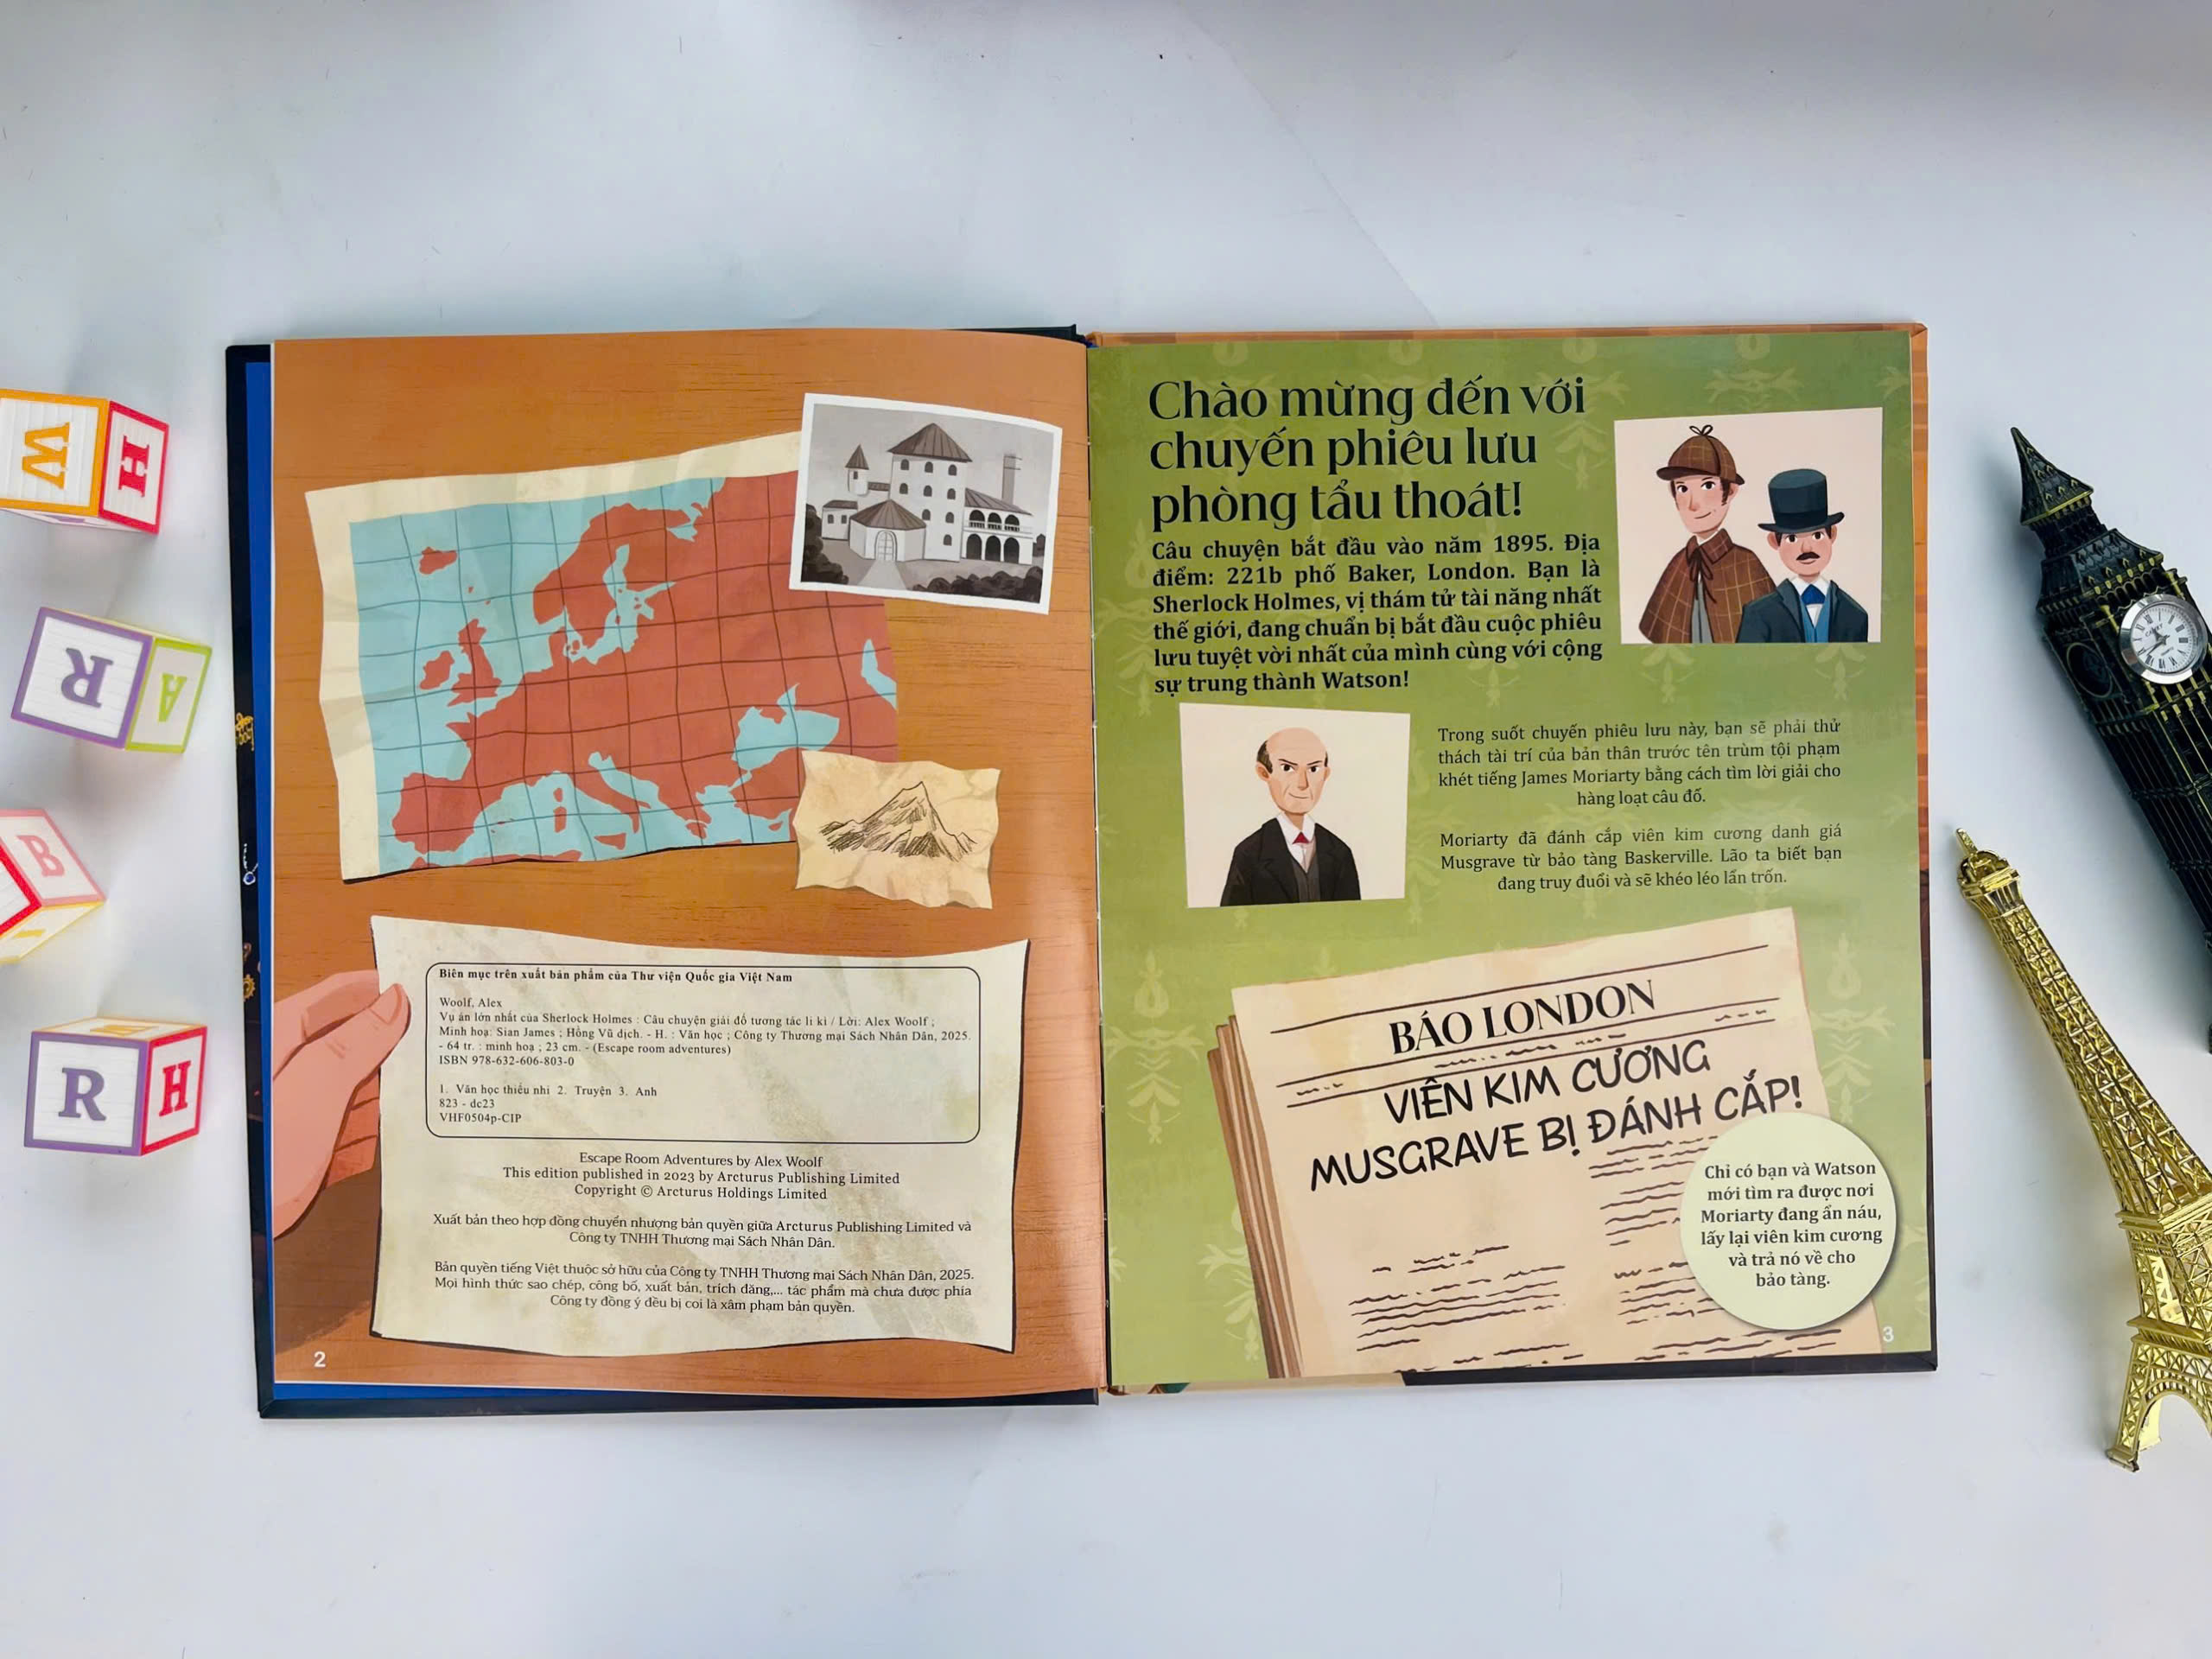 W
H
R
A
B
R
H
Biên mục trên xuất bản phẩm của Thư viện Quốc gia Việt Nam
Woolf, Alex
Vụ án lớn nhất của Sherlock Holmes : Câu chuyện giải đố tương tác li kì / Lời: Alex Woolf ;
Minh hoạ: Sian James ; Hồng Vũ dịch. - H. : Văn học ; Công ty Thương mại Sách Nhân Dân, 2025.
- 64 tr. : minh hoạ ; 23 cm. - (Escape room adventures)
ISBN 978-632-606-803-0
1. Văn học thiếu nhi 2. Truyện 3. Anh
823 - dc23
VHF0504p-CIP
Escape Room Adventures by Alex Woolf
This edition published in 2023 by Arcturus Publishing Limited
Copyright © Arcturus Holdings Limited
Xuất bản theo hợp đồng chuyển nhượng bản quyền giữa Arcturus Publishing Limited và
Công ty TNHH Thương mại Sách Nhân Dân.
Bản quyền tiếng Việt thuộc sở hữu của Công ty TNHH Thương mại Sách Nhân Dân, 2025.
Mọi hình thức sao chép, công bố, xuất bản, trích đăng,... tác phẩm mà chưa được phía
Công ty đồng ý đều bị coi là xâm phạm bản quyền.
2
Chào mừng đến với
chuyến phiêu lưu
phòng tẩu thoát!
Câu chuyện bắt đầu vào năm 1895. Địa
điểm: 221b phố Baker, London. Bạn là
Sherlock Holmes, vị thám tử tài năng nhất
thế giới, đang chuẩn bị bắt đầu cuộc phiêu
lưu tuyệt vời nhất của mình cùng với cộng
sự trung thành Watson!
Trong suốt chuyến phiêu lưu này, bạn sẽ phải thử
thách tài trí của bản thân trước tên trùm tội phạm
khét tiếng James Moriarty bằng cách tìm lời giải cho
hàng loạt câu đố.
Moriarty đã đánh cắp viên kim cương danh giá
Musgrave từ bảo tàng Baskerville. Lão ta biết bạn
đang truy đuổi và sẽ khéo léo lẩn trốn.
BÁO LONDON
VIÊN KIM CƯƠNG
MUSGRAVE BỊ ĐÁNH CẮP!
Chỉ có bạn và Watson
mới tìm ra được nơi
Moriarty đang ẩn náu,
lấy lại viên kim cương
và trả nó về cho
bảo tàng.
3